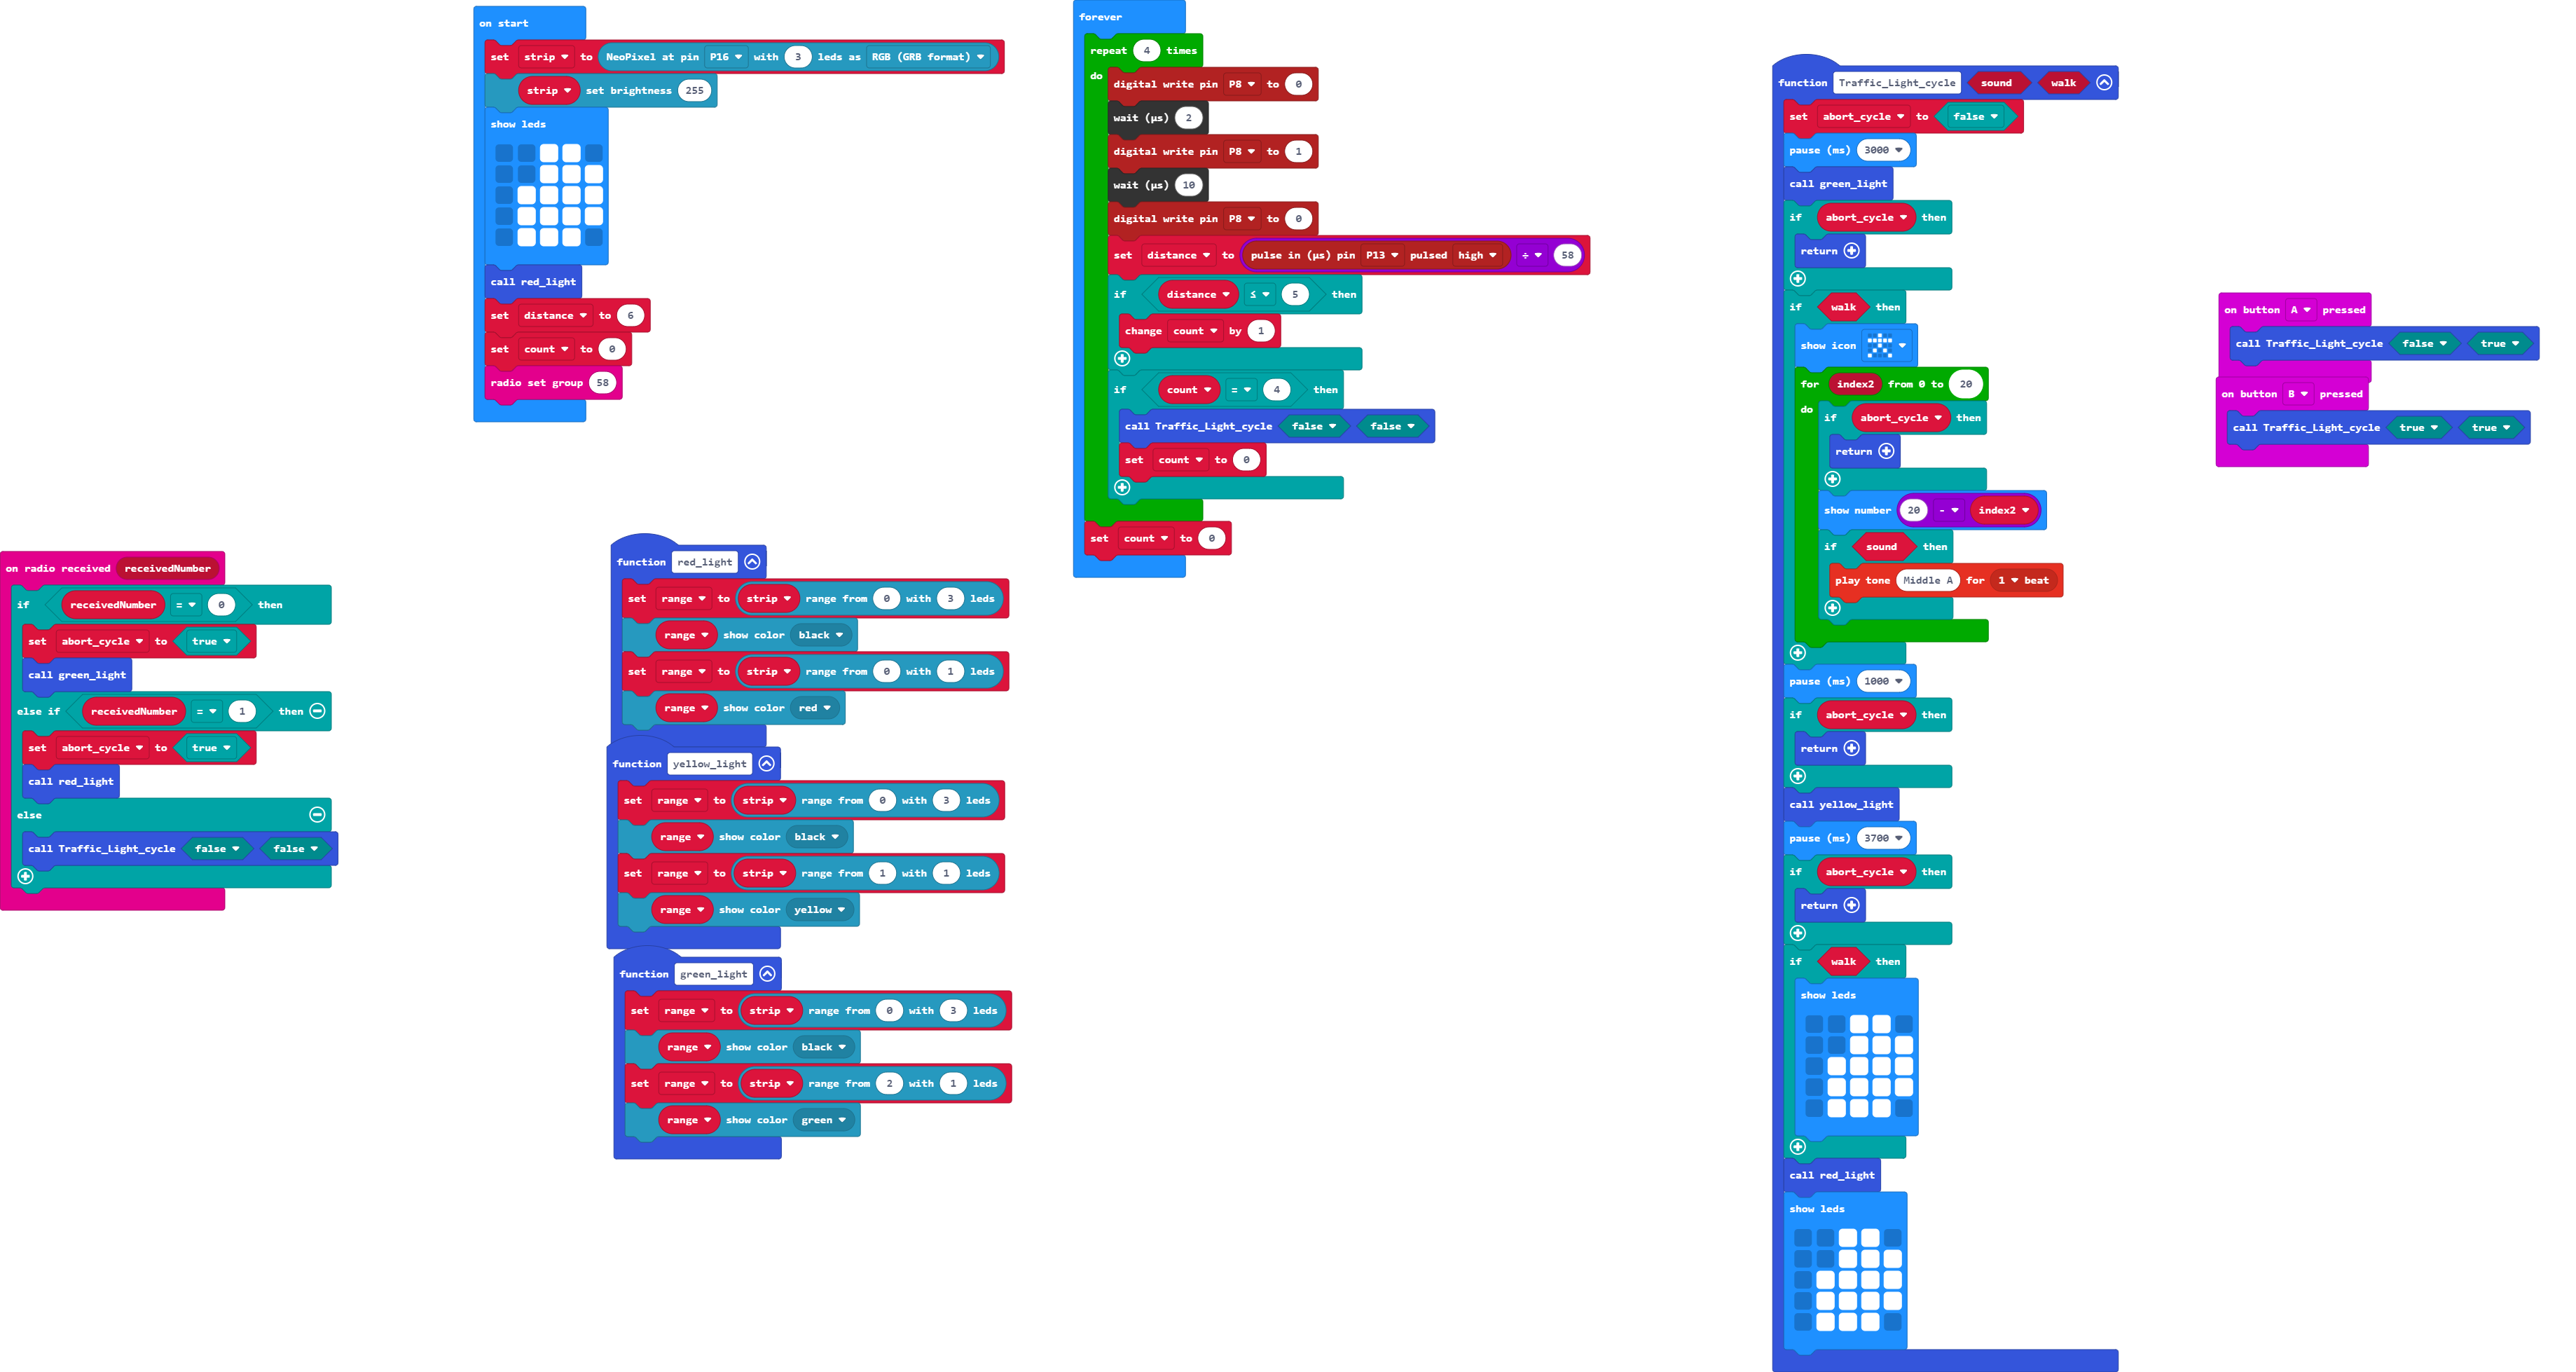 on start
set strip to NeoPixel at pin P16 with 3 leds as RGB (GRB format)
strip set brightness 255
show leds
call red_light
set distance to 6
set count to 0
radio set group 58
forever
repeat 4 times
do
digital write pin P8 to 0
wait (µs) 2
digital write pin P8 to 1
wait (µs) 10
digital write pin P8 to 0
set distance to pulse in (µs) pin P13 pulsed high ÷ 58
if distance ≤ 5 then
change count by 1
if count = 4 then
call Traffic_Light_cycle false false
set count to 0
set count to 0
function Traffic_Light_cycle sound walk
set abort_cycle to false
pause (ms) 3000
call green_light
if abort_cycle then
return
if walk then
show icon
for index2 from 0 to 20
do
if abort_cycle then
return
show number 20 - index2
if sound then
play tone Middle A for 1 beat
pause (ms) 1000
if abort_cycle then
return
call yellow_light
pause (ms) 3700
if abort_cycle then
return
if walk then
show leds
call red_light
show leds
on button A pressed
call Traffic_Light_cycle false true
on button B pressed
call Traffic_Light_cycle true true
on radio received receivedNumber
if receivedNumber = 0 then
set abort_cycle to true
call green_light
else if receivedNumber = 1 then
set abort_cycle to true
call red_light
else
call Traffic_Light_cycle false false
function red_light
set range to strip range from 0 with 3 leds
range show color black
set range to strip range from 0 with 1 leds
range show color red
function yellow_light
set range to strip range from 0 with 3 leds
range show color black
set range to strip range from 1 with 1 leds
range show color yellow
function green_light
set range to strip range from 0 with 3 leds
range show color black
set range to strip range from 2 with 1 leds
range show color green